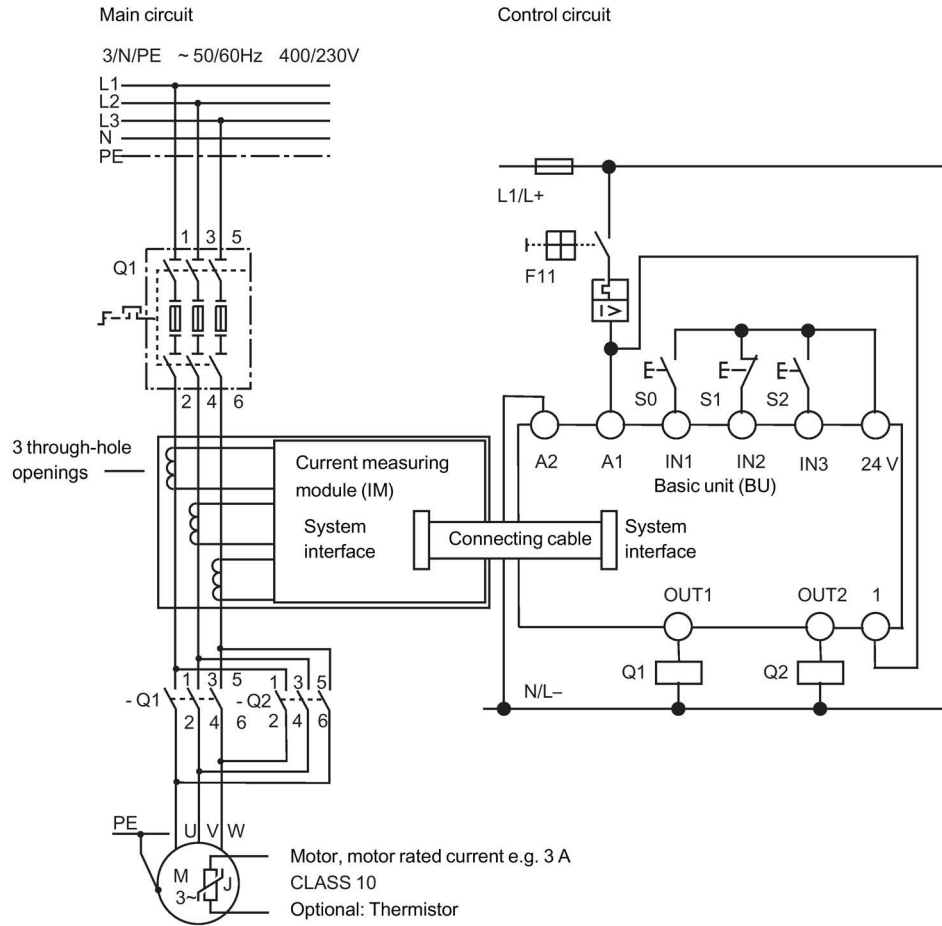 Main circuit
Control circuit
3/N/PE ~ 50/60Hz 400/230V
L1
L2
L3
N
PE
L1/L+
1 3 5
Q1
F11
I >
2 4 6
S0 S1 S2
3 through-hole
openings
Current measuring
module (IM)
A2 A1 IN1 IN2 IN3 24 V
Basic unit (BU)
System
interface
Connecting cable
System
interface
OUT1 OUT2 1
Q1 Q2
1 3 5 1 3 5
- Q1 - Q2
2 4 6 2 4 6
N/L–
PE
U V W
M
3~
J
Motor, motor rated current e.g. 3 A
CLASS 10
Optional: Thermistor